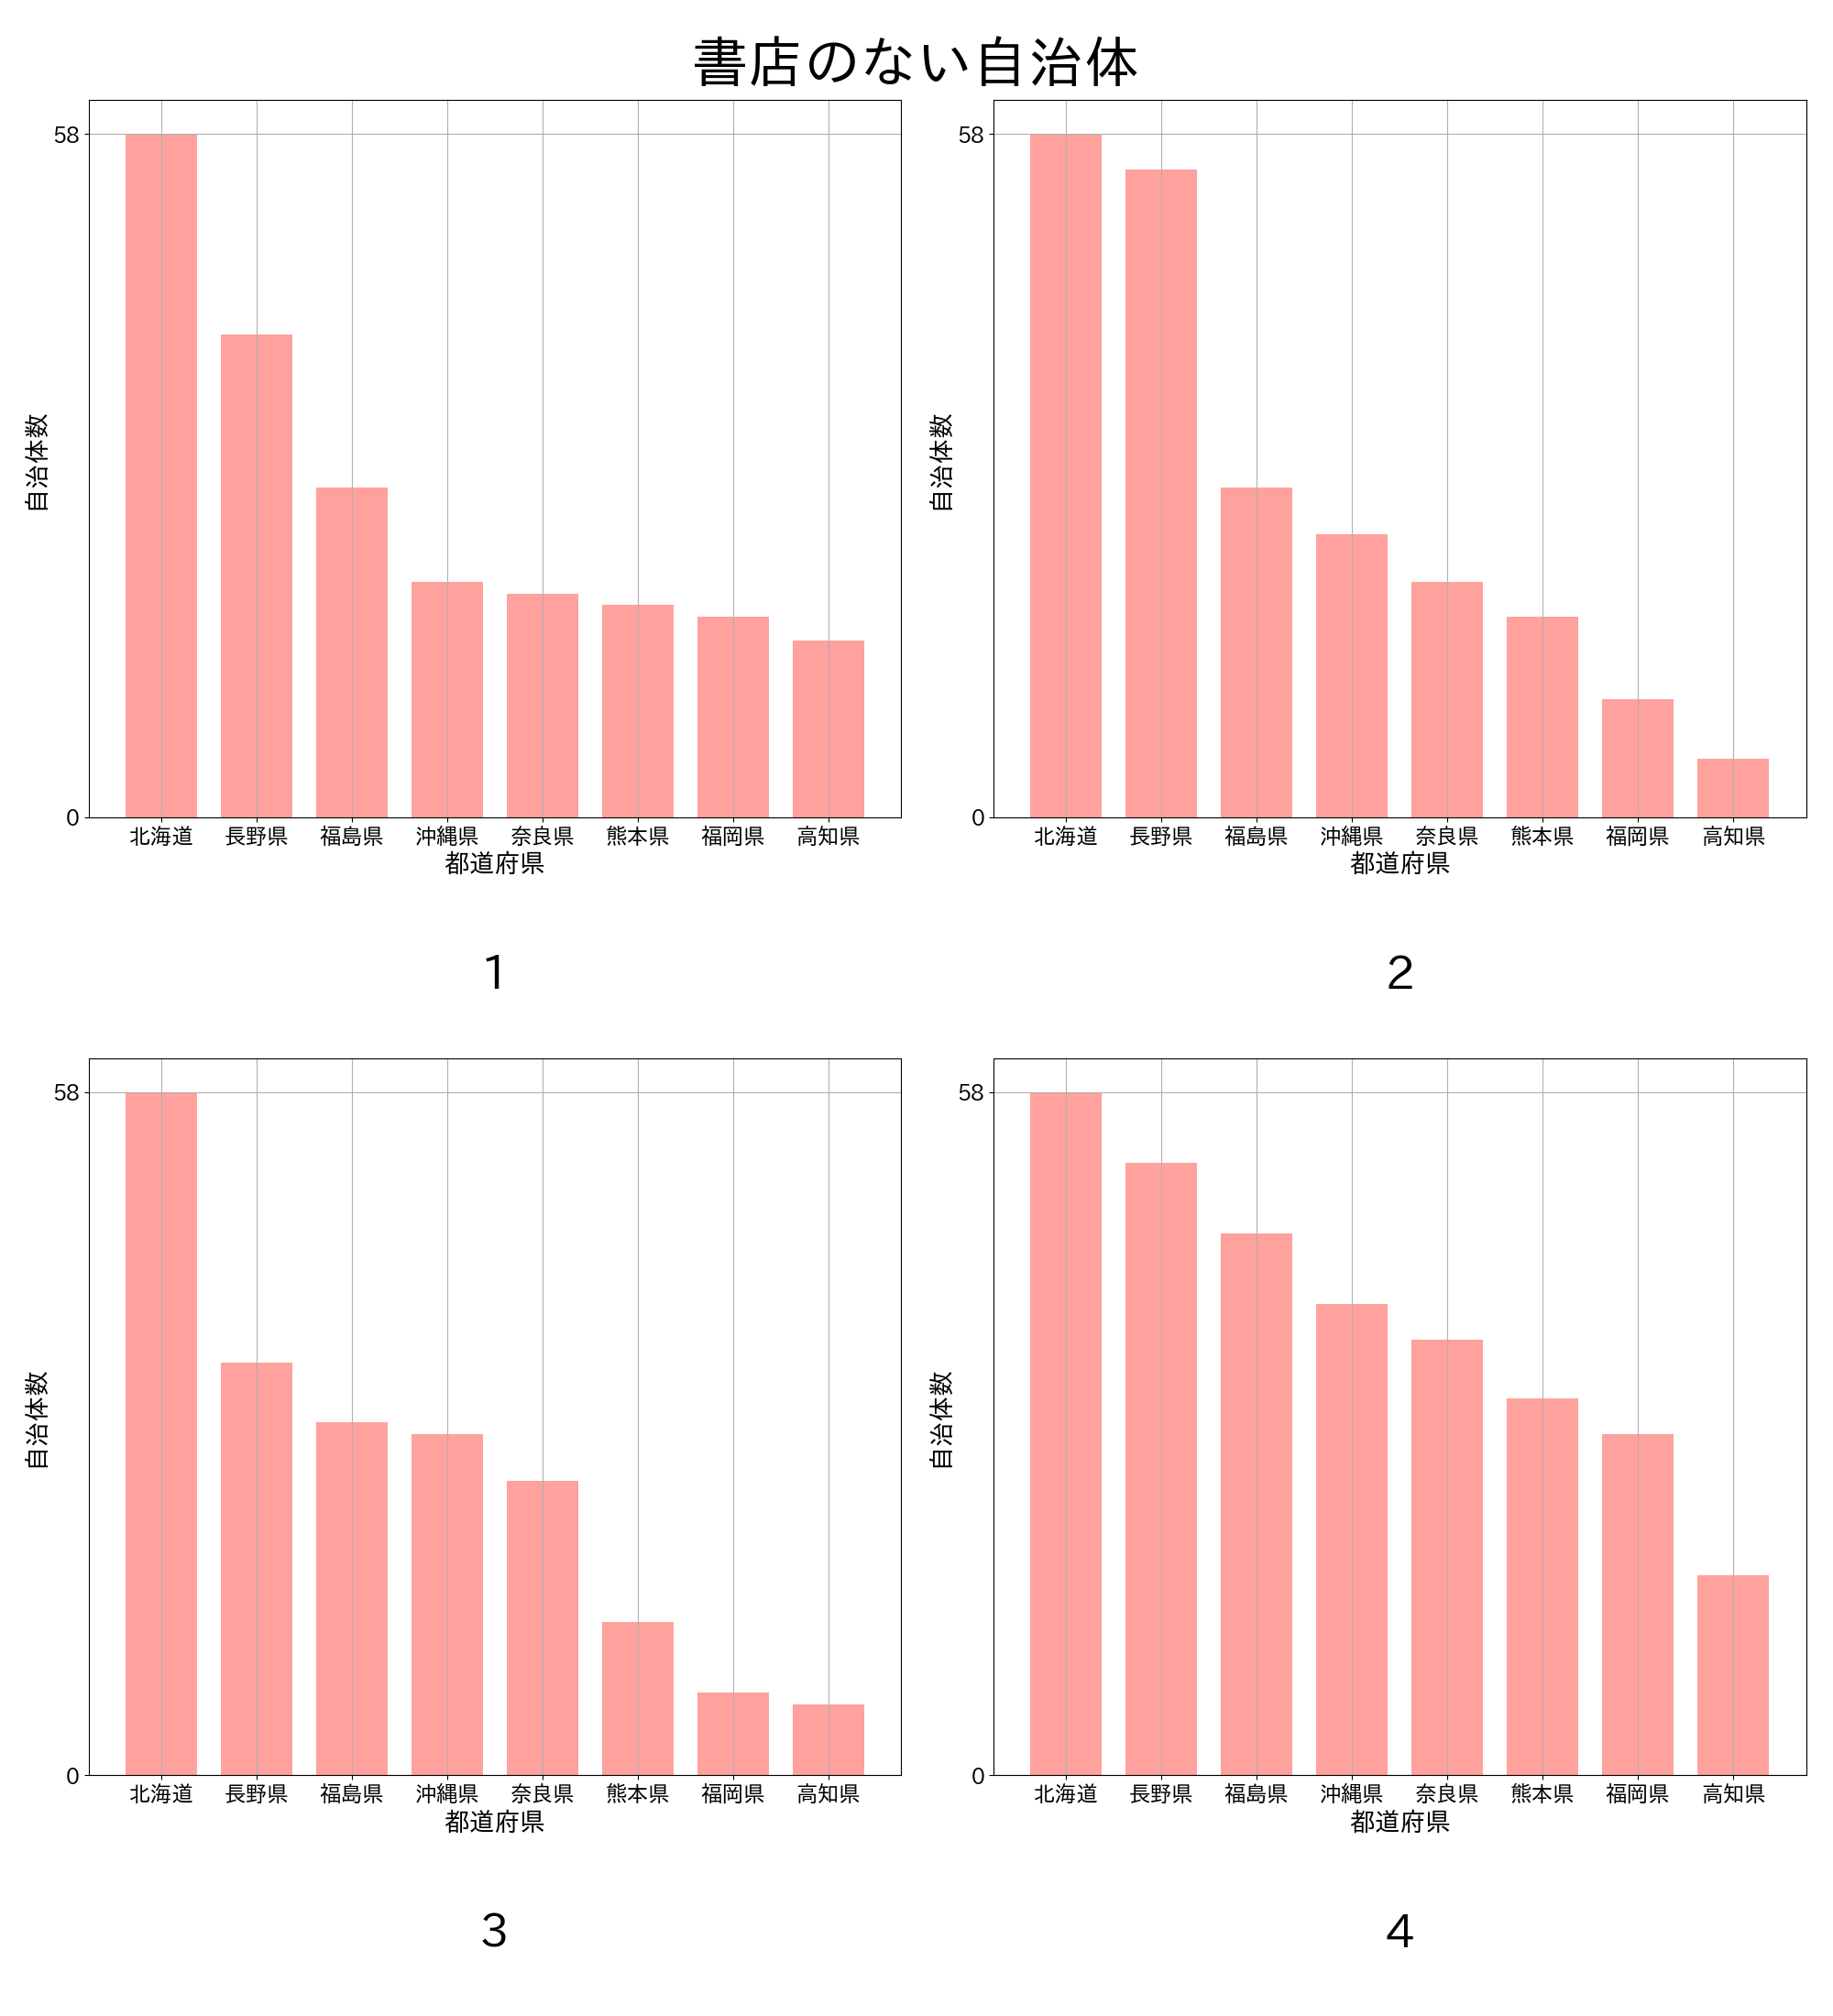 書店のない自治体
58
0
自治体数
北海道 長野県 福島県 沖縄県 奈良県 熊本県 福岡県 高知県
都道府県
1
58
0
自治体数
北海道 長野県 福島県 沖縄県 奈良県 熊本県 福岡県 高知県
都道府県
2
58
0
自治体数
北海道 長野県 福島県 沖縄県 奈良県 熊本県 福岡県 高知県
都道府県
3
58
0
自治体数
北海道 長野県 福島県 沖縄県 奈良県 熊本県 福岡県 高知県
都道府県
4